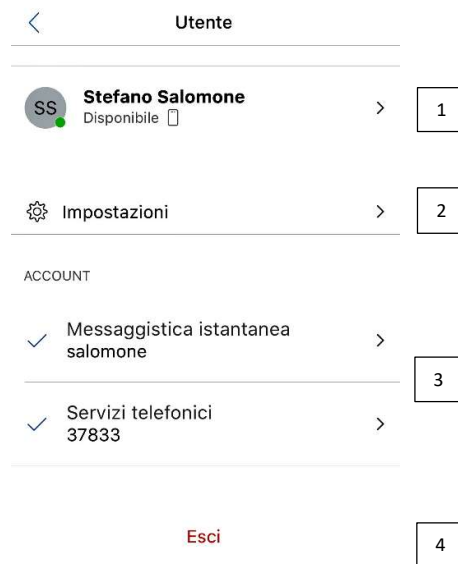 Utente
SS
Stefano Salomone
Disponibile
1
Impostazioni
2
ACCOUNT
Messaggistica istantanea
salomone
3
Servizi telefonici
37833
Esci
4